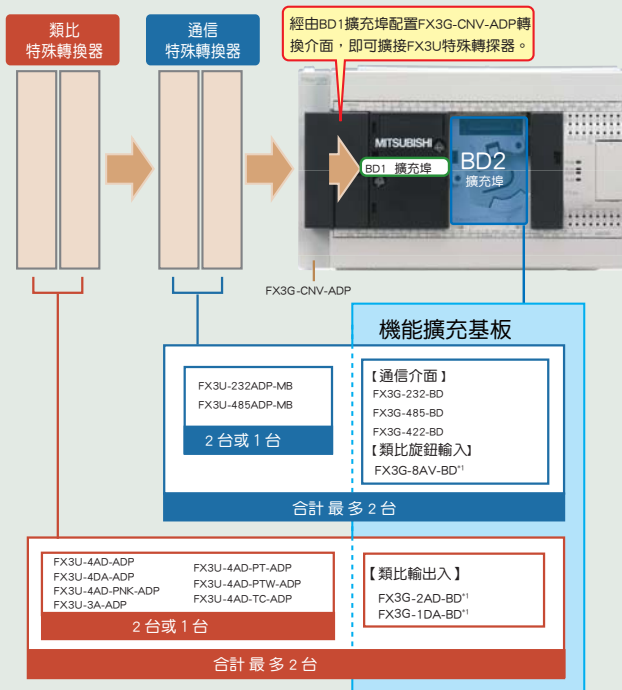 類比
特殊轉換器
通信
特殊轉換器
經由BD1擴充埠配置FX3G-CNV-ADP轉
換介面，即可擴接FX3U特殊轉探器。
MITSUBISHI
BD1 擴充埠
BD2
擴充埠
FX3G-CNV-ADP
機能擴充基板
FX3U-232ADP-MB
FX3U-485ADP-MB
2台或1台
【通信介面】
FX3G-232-BD
FX3G-485-BD
FX3G-422-BD
【類比旋鈕輸入】
FX3G-8AV-BD*1
合計最多2台
FX3U-4AD-ADP
FX3U-4DA-ADP
FX3U-4AD-PNK-ADP
FX3U-3A-ADP
FX3U-4AD-PT-ADP
FX3U-4AD-PTW-ADP
FX3U-4AD-TC-ADP
2台或1台
【類比輸出入】
FX3G-2AD-BD*1
FX3G-1DA-BD*1
合計最多2台